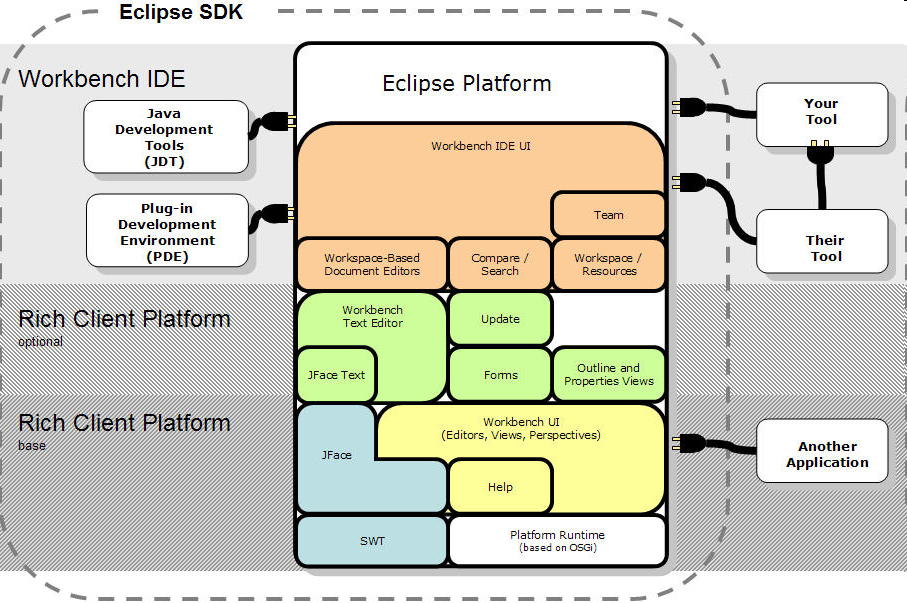 Eclipse SDK
Workbench IDE
Eclipse Platform
Java
Development
Tools
(JDT)
Plug-in
Development
Environment
(PDE)
Your
Tool
Their
Tool
Workbench IDE UI
Team
Workspace-Based
Document Editors
Compare /
Search
Workspace /
Resources
Rich Client Platform
optional
Workbench
Text Editor
Update
JFace Text
Forms
Outline and
Properties Views
Rich Client Platform
base
JFace
Workbench UI
(Editors, Views, Perspectives)
Help
Another
Application
SWT
Platform Runtime
(based on OSGi)